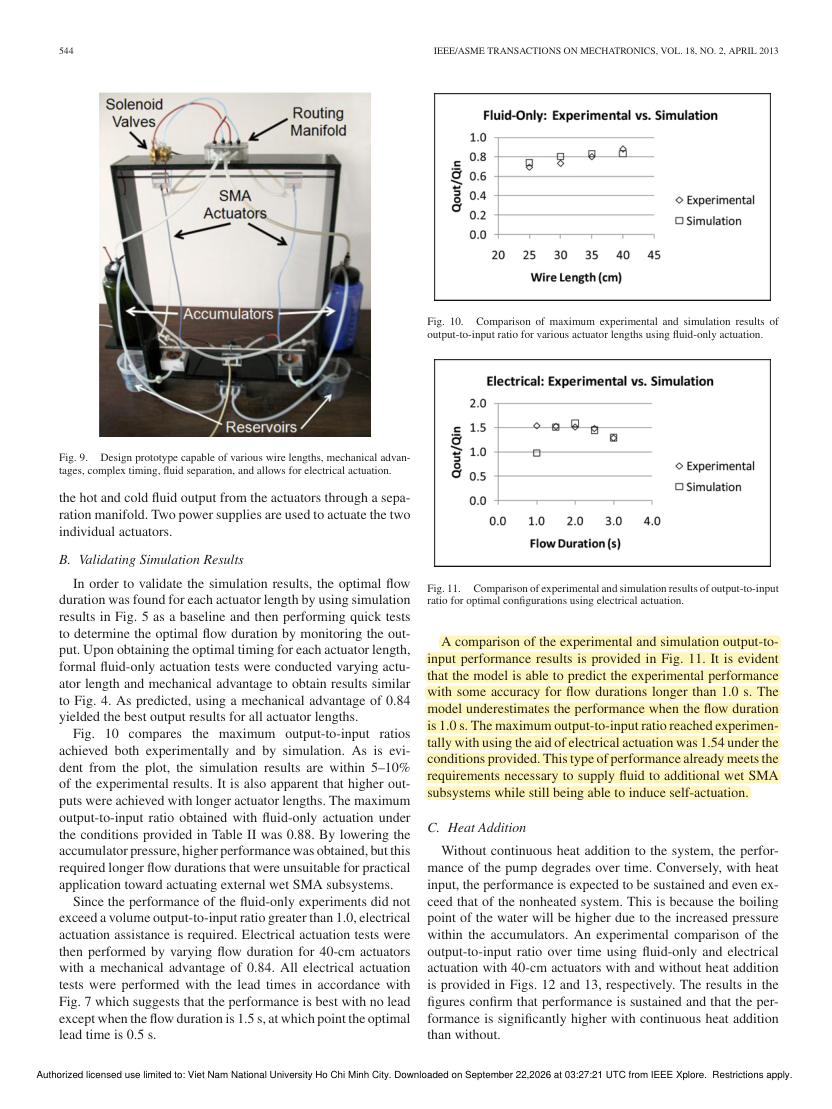 544
IEEE/ASME TRANSACTIONS ON MECHATRONICS, VOL. 18, NO. 2, APRIL 2013
Solenoid
Valves
Routing
Manifold
SMA
Actuators
Accumulators
Reservoirs
Fig. 9. Design prototype capable of various wire lengths, mechanical advan-
tages, complex timing, fluid separation, and allows for electrical actuation.
the hot and cold fluid output from the actuators through a sepa-
ration manifold. Two power supplies are used to actuate the two
individual actuators.
B. Validating Simulation Results
In order to validate the simulation results, the optimal flow
duration was found for each actuator length by using simulation
results in Fig. 5 as a baseline and then performing quick tests
to determine the optimal flow duration by monitoring the out-
put. Upon obtaining the optimal timing for each actuator length,
formal fluid-only actuation tests were conducted varying actu-
ator length and mechanical advantage to obtain results similar
to Fig. 4. As predicted, using a mechanical advantage of 0.84
yielded the best output results for all actuator lengths.
Fig. 10 compares the maximum output-to-input ratios
achieved both experimentally and by simulation. As is evi-
dent from the plot, the simulation results are within 5–10%
of the experimental results. It is also apparent that higher out-
puts were achieved with longer actuator lengths. The maximum
output-to-input ratio obtained with fluid-only actuation under
the conditions provided in Table II was 0.88. By lowering the
accumulator pressure, higher performance was obtained, but this
required longer flow durations that were unsuitable for practical
application toward actuating external wet SMA subsystems.
Since the performance of the fluid-only experiments did not
exceed a volume output-to-input ratio greater than 1.0, electrical
actuation assistance is required. Electrical actuation tests were
then performed by varying flow duration for 40-cm actuators
with a mechanical advantage of 0.84. All electrical actuation
tests were performed with the lead times in accordance with
Fig. 7 which suggests that the performance is best with no lead
except when the flow duration is 1.5 s, at which point the optimal
lead time is 0.5 s.
Fluid-Only: Experimental vs. Simulation
Qout/Qin
1.0
0.8
0.6
0.4
0.2
0.0
20 25 30 35 40 45
Wire Length (cm)
Experimental
Simulation
Fig. 10. Comparison of maximum experimental and simulation results of
output-to-input ratio for various actuator lengths using fluid-only actuation.
Electrical: Experimental vs. Simulation
Qout/Qin
2.0
1.5
1.0
0.5
0.0
0.0 1.0 2.0 3.0 4.0
Flow Duration (s)
Experimental
Simulation
Fig. 11. Comparison of experimental and simulation results of output-to-input
ratio for optimal configurations using electrical actuation.
A comparison of the experimental and simulation output-to-
input performance results is provided in Fig. 11. It is evident
that the model is able to predict the experimental performance
with some accuracy for flow durations longer than 1.0 s. The
model underestimates the performance when the flow duration
is 1.0 s. The maximum output-to-input ratio reached experimen-
tally with using the aid of electrical actuation was 1.54 under the
conditions provided. This type of performance already meets the
requirements necessary to supply fluid to additional wet SMA
subsystems while still being able to induce self-actuation.
C. Heat Addition
Without continuous heat addition to the system, the perfor-
mance of the pump degrades over time. Conversely, with heat
input, the performance is expected to be sustained and even ex-
ceed that of the nonheated system. This is because the boiling
point of the water will be higher due to the increased pressure
within the accumulators. An experimental comparison of the
output-to-input ratio over time using fluid-only and electrical
actuation with 40-cm actuators with and without heat addition
is provided in Figs. 12 and 13, respectively. The results in the
figures confirm that performance is sustained and that the per-
formance is significantly higher with continuous heat addition
than without.
Authorized licensed use limited to: Viet Nam National University Ho Chi Minh City. Downloaded on September 22,2026 at 03:27:21 UTC from IEEE Xplore. Restrictions apply.